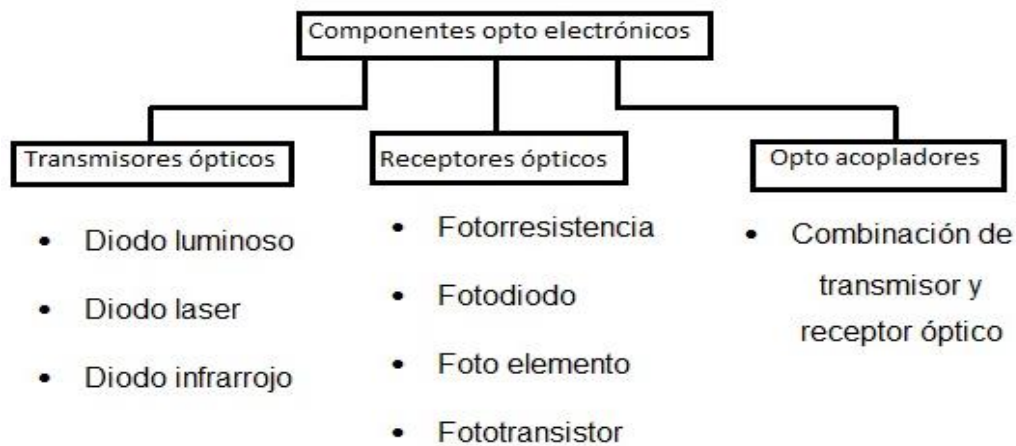 Componentes opto electrónicos
Transmisores ópticos
• Diodo luminoso
• Diodo laser
• Diodo infrarrojo
Receptores ópticos
• Fotorresistencia
• Fotodiodo
• Foto elemento
• Fototransistor
Opto acopladores
• Combinación de
transmisor y
receptor óptico